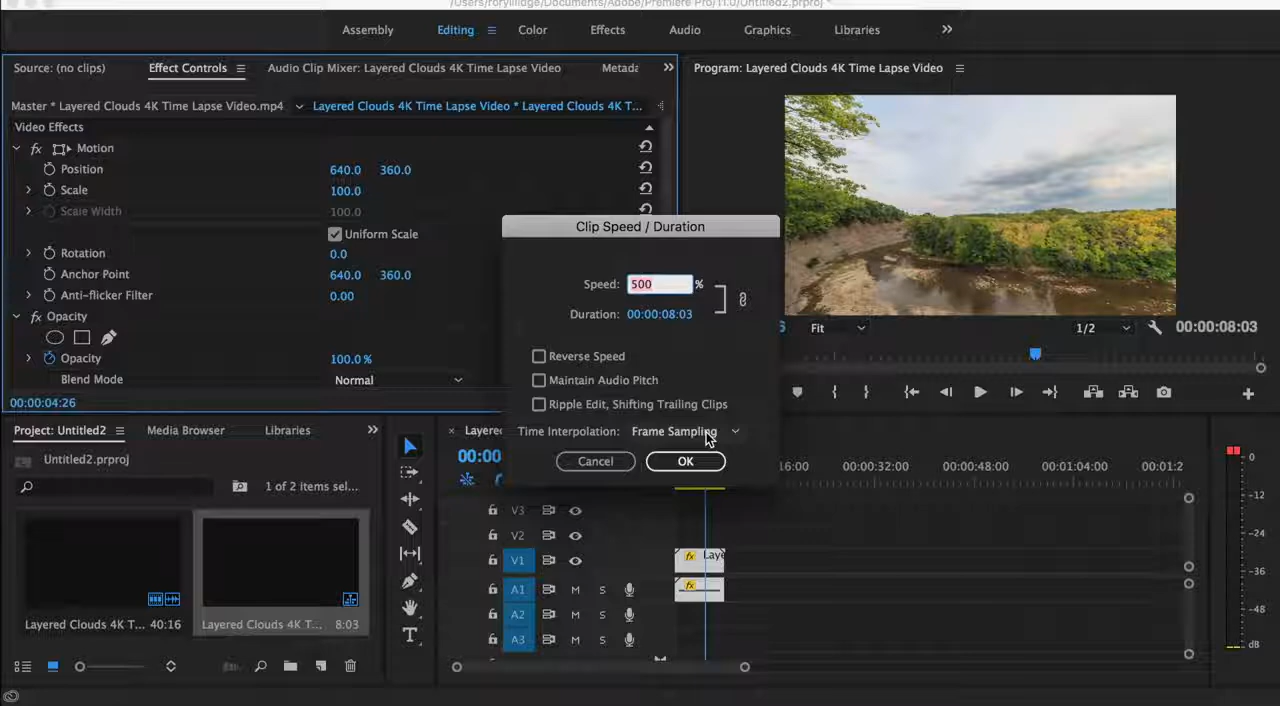 /Users/roryillage/Documents/Adobe/Premiere Pro/11.0/Untitled2.prproj *
Assembly Editing Color Effects Audio Graphics Libraries
Source: (no clips) Effect Controls Audio Clip Mixer: Layered Clouds 4K Time Lapse Video Metada
Program: Layered Clouds 4K Time Lapse Video
Master * Layered Clouds 4K Time Lapse Video.mp4 Layered Clouds 4K Time Lapse Video * Layered Clouds 4K T...
Video Effects
fx Motion
Position 640.0 360.0
Scale 100.0
Scale Width 100.0
Uniform Scale
Rotation 0.0
Anchor Point 640.0 360.0
Anti-flicker Filter 0.00
fx Opacity
Opacity 100.0 %
Blend Mode Normal
00:00:04:26
Clip Speed / Duration
Speed: 500 %
Duration: 00:00:08:03
Reverse Speed
Maintain Audio Pitch
Ripple Edit, Shifting Trailing Clips
Time Interpolation: Frame Sampling
Cancel OK
6 Fit 1/2 00:00:08:03
Project: Untitled2 Media Browser Libraries
Untitled2.prproj
1 of 2 items sel...
Layered Clouds 4K T... 40:16
Layered Clouds 4K T... 8:03
× Layered
00:00
16:00 00:00:32:00 00:00:48:00 00:01:04:00 00:01:2
V3
V2
V1 fx Laye
A1 M S fx
A2 M S
A3 M S
T
0
-12
-24
-36
-48
dB